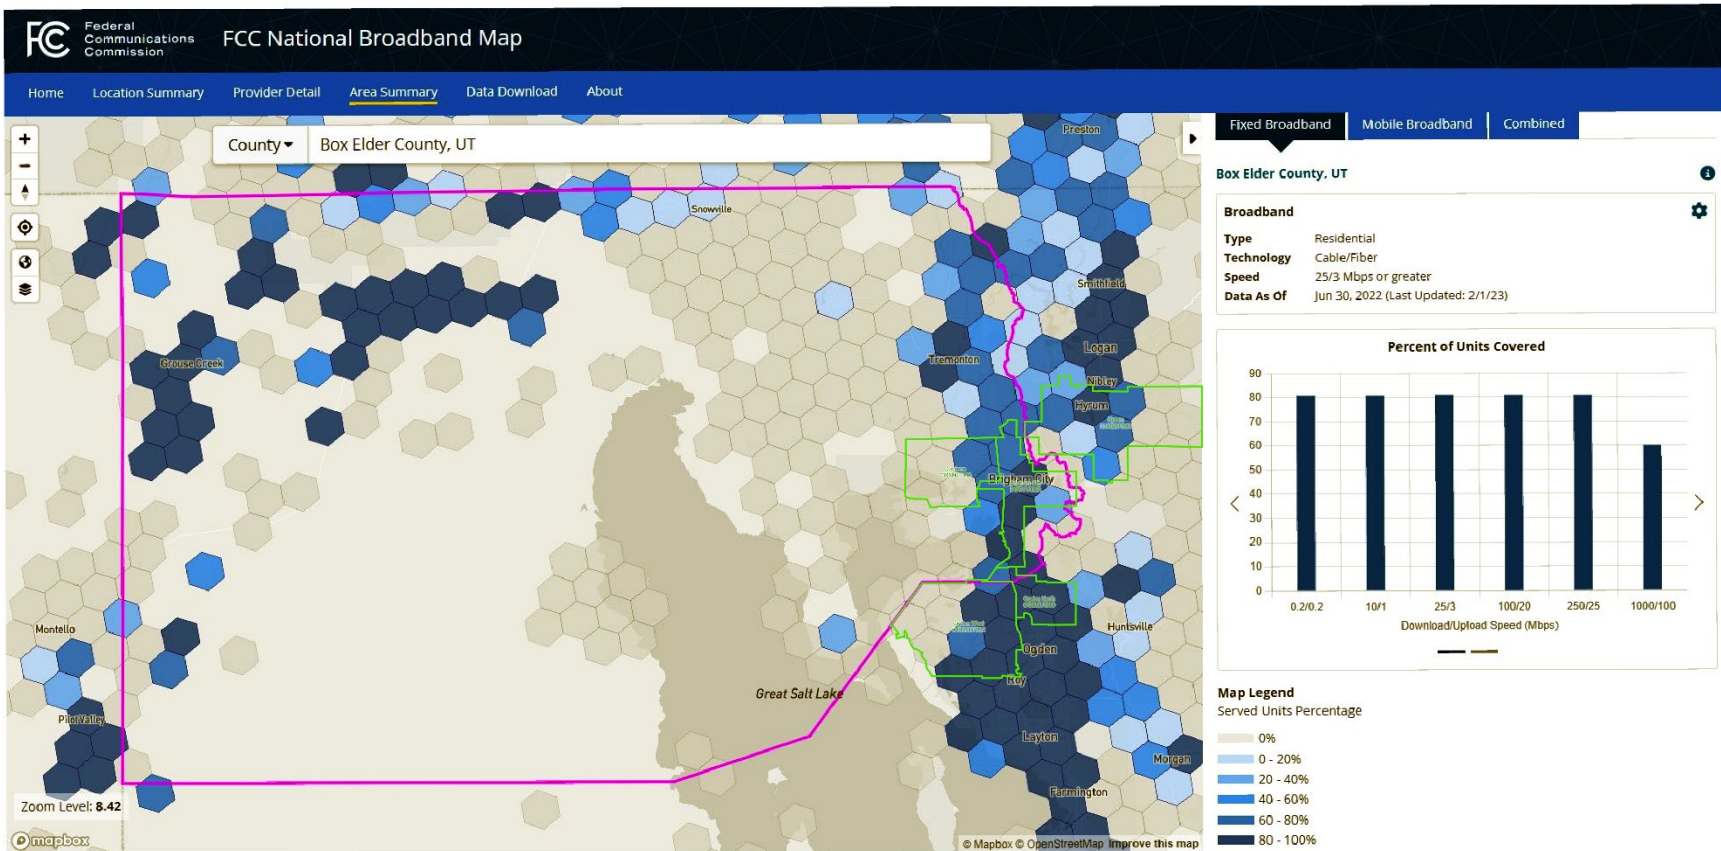 FCC
Federal
Communications
Commission
FCC National Broadband Map
Home
Location Summary
Provider Detail
Area Summary
Data Download
About
County
Box Elder County, UT
Preston
Snowville
Smithfield
Logan
Grouse Creek
Tremonton
Nibley
Hyrum
Brigham City
Montello
Huntsville
Ogden
Roy
Great Salt Lake
Pilot Valley
Layton
Morgan
Farmington
Zoom Level: 8.42
mapbox
© Mapbox © OpenStreetMap Improve this map
Fixed Broadband
Mobile Broadband
Combined
Box Elder County, UT
Broadband
Type Residential
Technology Cable/Fiber
Speed 25/3 Mbps or greater
Data As Of Jun 30, 2022 (Last Updated: 2/1/23)
Percent of Units Covered
90
80
70
60
50
40
30
20
10
0
0.2/0.2 10/1 25/3 100/20 250/25 1000/100
Download/Upload Speed (Mbps)
Map Legend
Served Units Percentage
0%
0 - 20%
20 - 40%
40 - 60%
60 - 80%
80 - 100%